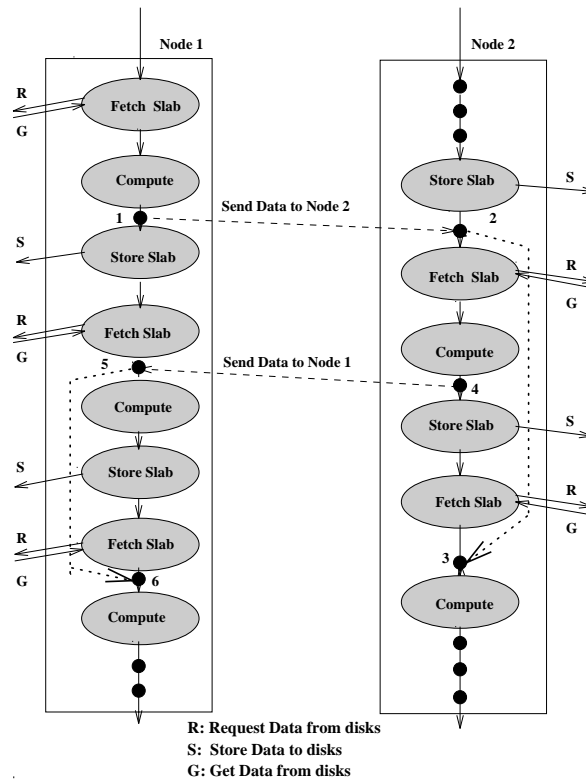 Node 1
Node 2
R
Fetch Slab
G
Compute
Store Slab
S
1
Send Data to Node 2
2
S
Store Slab
Fetch Slab
R
G
R
Fetch Slab
G
5
Send Data to Node 1
Compute
4
Compute
Store Slab
S
S
Store Slab
Fetch Slab
R
G
R
Fetch Slab
G
3
6
Compute
Compute
R: Request Data from disks
S: Store Data to disks
G: Get Data from disks